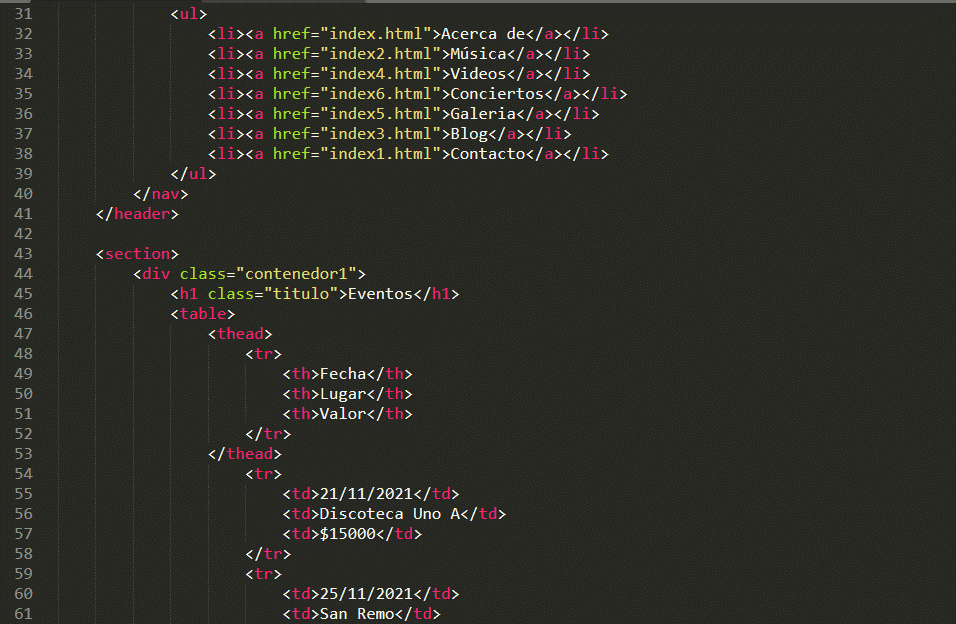 31 <ul>
32 <li><a href="index.html">Acerca de</a></li>
33 <li><a href="index2.html">Música</a></li>
34 <li><a href="index4.html">Videos</a></li>
35 <li><a href="index6.html">Conciertos</a></li>
36 <li><a href="index5.html">Galeria</a></li>
37 <li><a href="index3.html">Blog</a></li>
38 <li><a href="index1.html">Contacto</a></li>
39 </ul>
40 </nav>
41 </header>
42
43 <section>
44 <div class="contenedor1">
45 <h1 class="titulo">Eventos</h1>
46 <table>
47 <thead>
48 <tr>
49 <th>Fecha</th>
50 <th>Lugar</th>
51 <th>Valor</th>
52 </tr>
53 </thead>
54 <tr>
55 <td>21/11/2021</td>
56 <td>Discoteca Uno A</td>
57 <td>$15000</td>
58 </tr>
59 <tr>
60 <td>25/11/2021</td>
61 <td>San Remo</td>